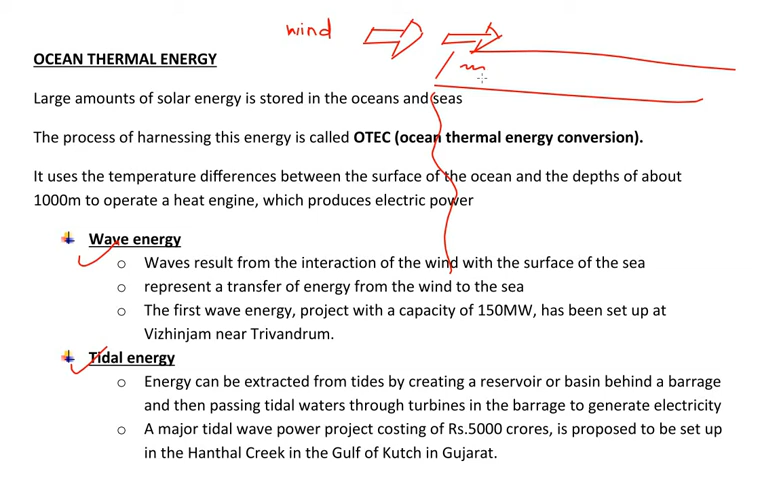 wind
OCEAN THERMAL ENERGY
Large amounts of solar energy is stored in the oceans and seas
The process of harnessing this energy is called OTEC (ocean thermal energy conversion).
It uses the temperature differences between the surface of the ocean and the depths of about
1000m to operate a heat engine, which produces electric power
Wave energy
o Waves result from the interaction of the wind with the surface of the sea
o represent a transfer of energy from the wind to the sea
o The first wave energy, project with a capacity of 150MW, has been set up at
Vizhinjam near Trivandrum.
Tidal energy
o Energy can be extracted from tides by creating a reservoir or basin behind a barrage
and then passing tidal waters through turbines in the barrage to generate electricity
o A major tidal wave power project costing of Rs.5000 crores, is proposed to be set up
in the Hanthal Creek in the Gulf of Kutch in Gujarat.